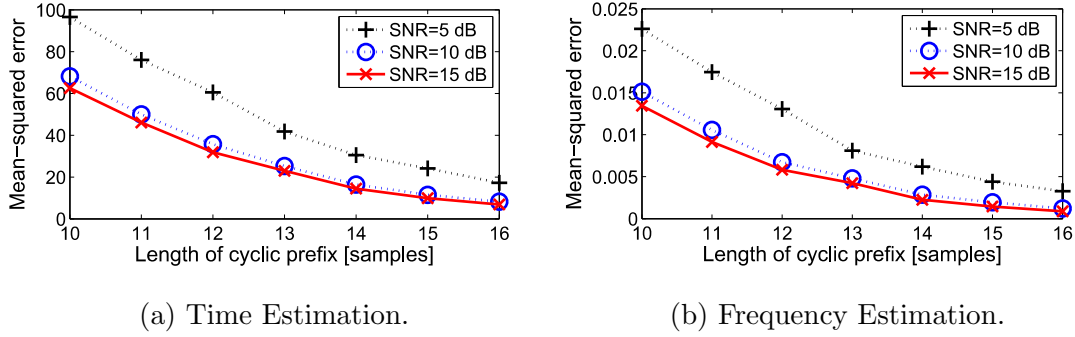 100
80
60
40
20
0
Mean−squared error
SNR=5 dB
SNR=10 dB
SNR=15 dB
10 11 12 13 14 15 16
Length of cyclic prefix [samples]
(a) Time Estimation.
0.025
0.02
0.015
0.01
0.005
0
Mean−squared error
SNR=5 dB
SNR=10 dB
SNR=15 dB
10 11 12 13 14 15 16
Length of cyclic prefix [samples]
(b) Frequency Estimation.